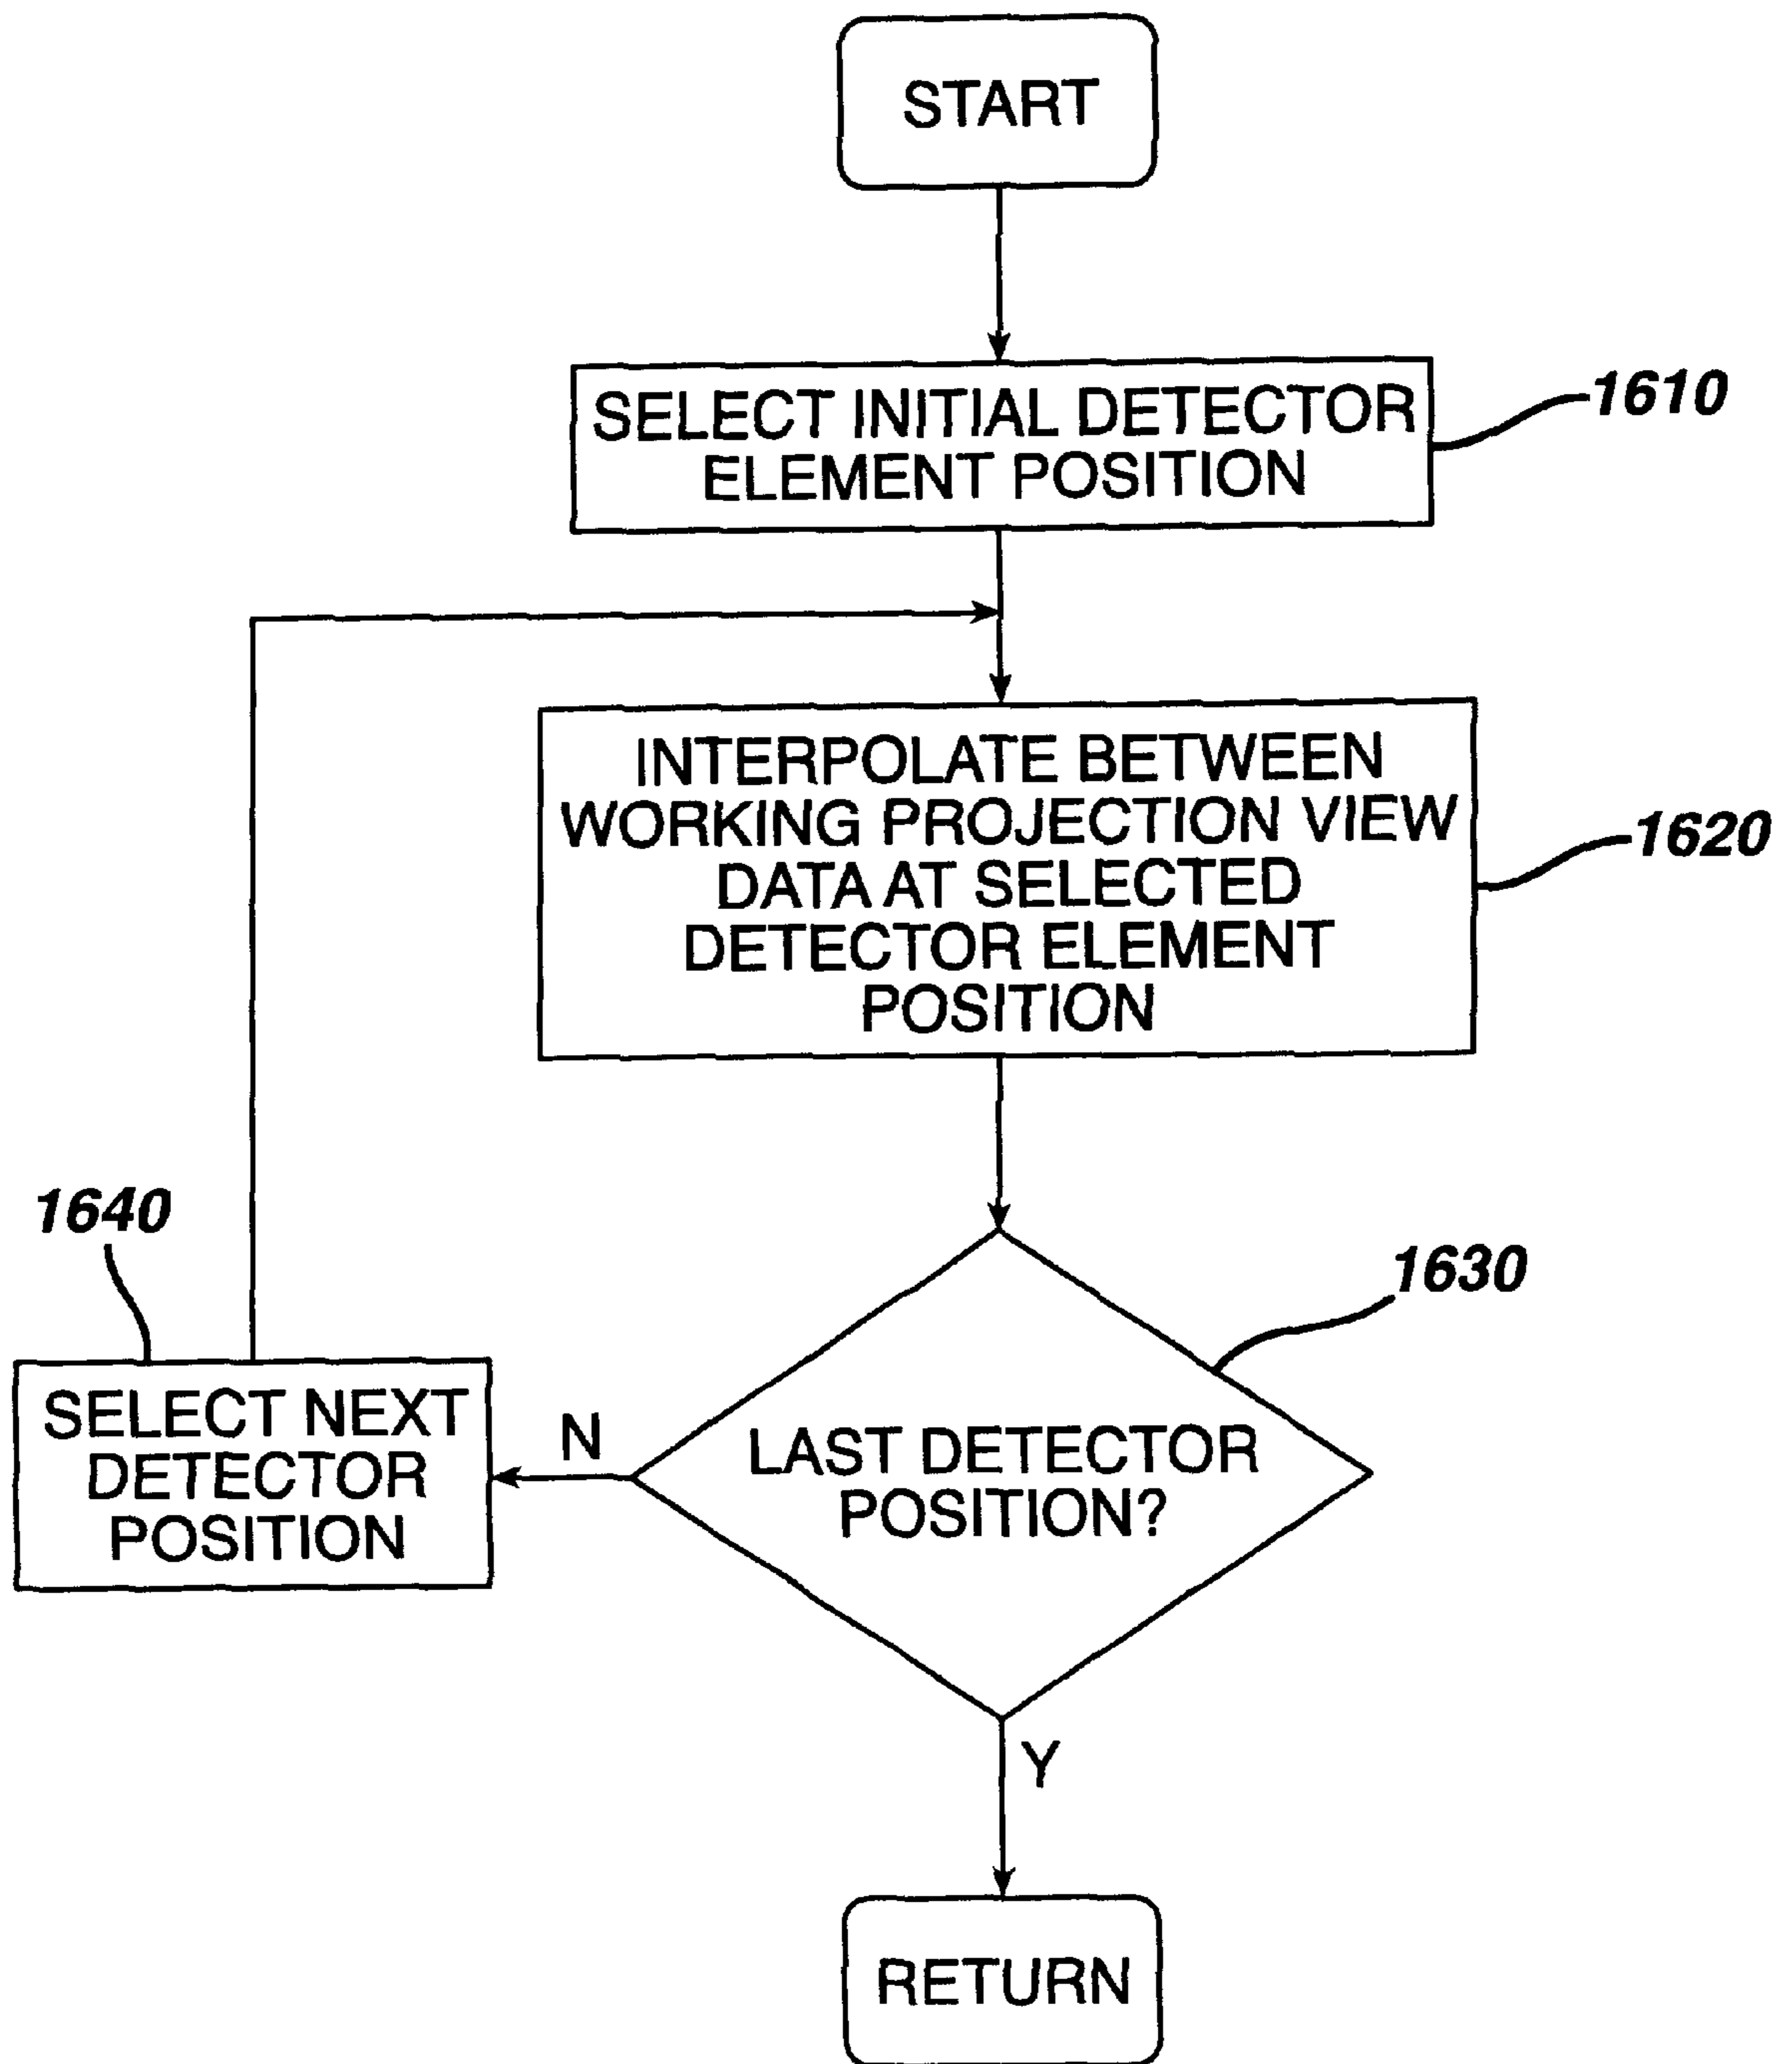 START
SELECT INITIAL DETECTOR
ELEMENT POSITION
1610
INTERPOLATE BETWEEN
WORKING PROJECTION VIEW
DATA AT SELECTED
DETECTOR ELEMENT
POSITION
1620
1640
1630
SELECT NEXT
DETECTOR
POSITION
N
LAST DETECTOR
POSITION?
Y
RETURN